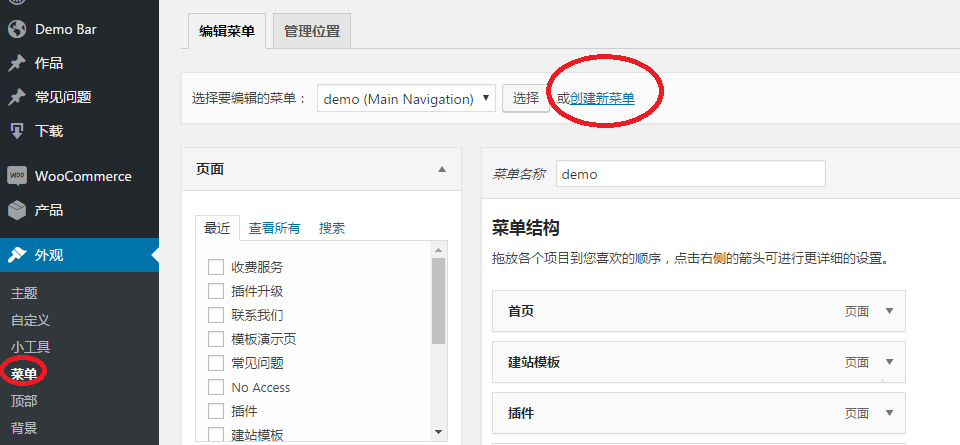 Demo Bar
作品
常见问题
下载
WOO WooCommerce
产品
外观
主题
自定义
小工具
菜单
顶部
背景
编辑菜单 管理位置
选择要编辑的菜单： demo (Main Navigation) 选择 或创建新菜单
页面
最近 查看所有 搜索
收费服务
插件升级
联系我们
模板演示页
常见问题
No Access
插件
建站模板
菜单名称 demo
菜单结构
拖放各个项目到您喜欢的顺序，点击右侧的箭头可进行更详细的设置。
首页 页面
建站模板 页面
插件 页面